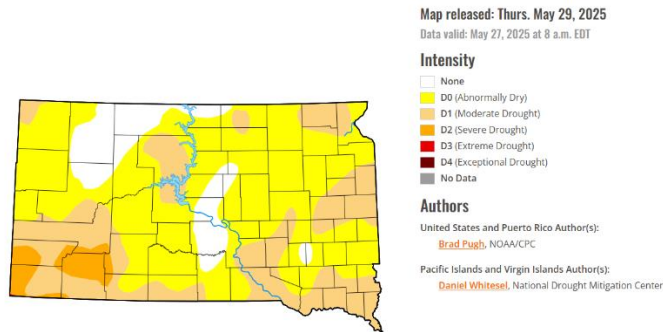 Map released: Thurs. May 29, 2025
Data valid: May 27, 2025 at 8 a.m. EDT
Intensity
None
D0 (Abnormally Dry)
D1 (Moderate Drought)
D2 (Severe Drought)
D3 (Extreme Drought)
D4 (Exceptional Drought)
No Data
Authors
United States and Puerto Rico Author(s):
Brad Pugh, NOAA/CPC
Pacific Islands and Virgin Islands Author(s):
Daniel Whitesel, National Drought Mitigation Center